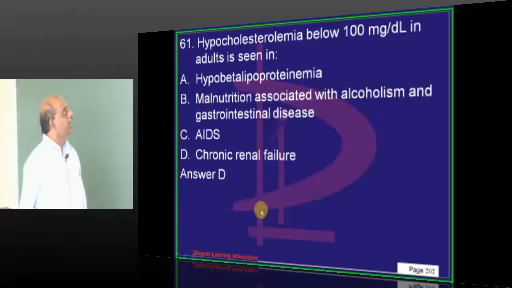 61. Hypocholesterolemia below 100 mg/dL in
adults is seen in:
A. Hypobetalipoproteinemia
B. Malnutrition associated with alcoholism and
gastrointestinal disease
C. AIDS
D. Chronic renal failure
Answer D
Page 202